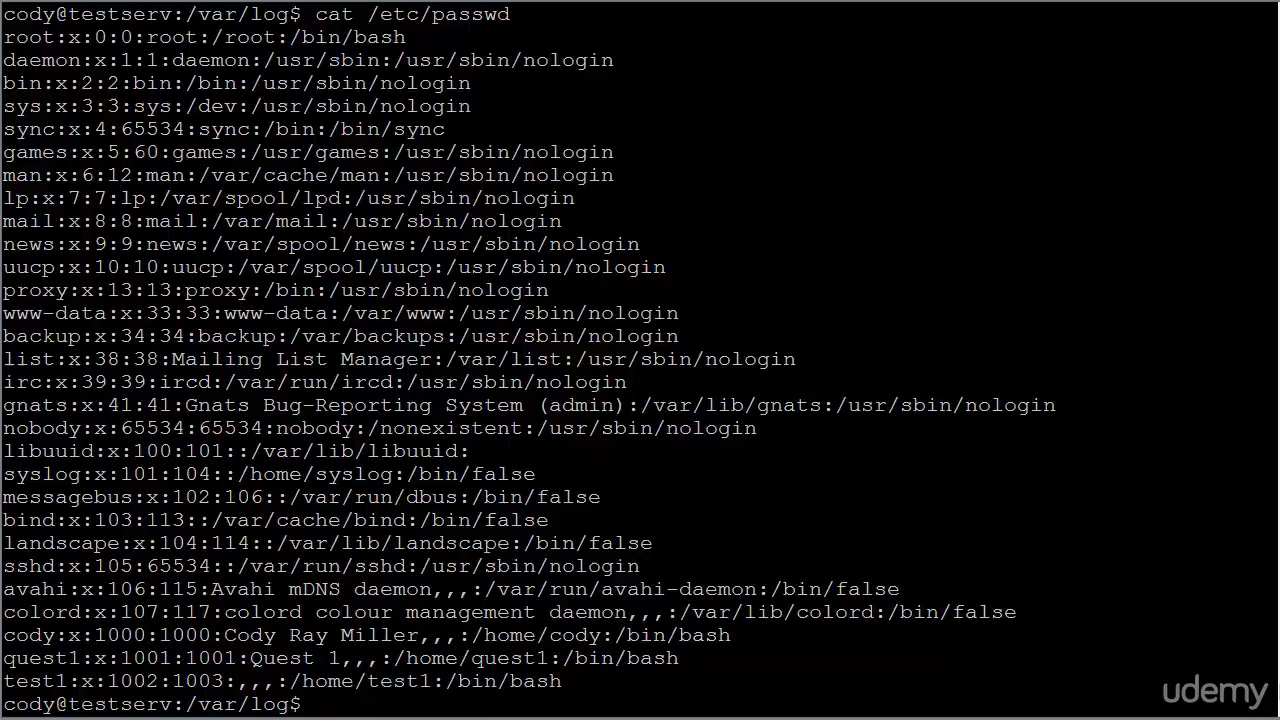 cody@testserv:/var/log$ cat /etc/passwd
root:x:0:0:root:/root:/bin/bash
daemon:x:1:1:daemon:/usr/sbin:/usr/sbin/nologin
bin:x:2:2:bin:/bin:/usr/sbin/nologin
sys:x:3:3:sys:/dev:/usr/sbin/nologin
sync:x:4:65534:sync:/bin:/bin/sync
games:x:5:60:games:/usr/games:/usr/sbin/nologin
man:x:6:12:man:/var/cache/man:/usr/sbin/nologin
lp:x:7:7:lp:/var/spool/lpd:/usr/sbin/nologin
mail:x:8:8:mail:/var/mail:/usr/sbin/nologin
news:x:9:9:news:/var/spool/news:/usr/sbin/nologin
uucp:x:10:10:uucp:/var/spool/uucp:/usr/sbin/nologin
proxy:x:13:13:proxy:/bin:/usr/sbin/nologin
www-data:x:33:33:www-data:/var/www:/usr/sbin/nologin
backup:x:34:34:backup:/var/backups:/usr/sbin/nologin
list:x:38:38:Mailing List Manager:/var/list:/usr/sbin/nologin
irc:x:39:39:ircd:/var/run/ircd:/usr/sbin/nologin
gnats:x:41:41:Gnats Bug-Reporting System (admin):/var/lib/gnats:/usr/sbin/nologin
nobody:x:65534:65534:nobody:/nonexistent:/usr/sbin/nologin
libuuid:x:100:101::/var/lib/libuuid:
syslog:x:101:104::/home/syslog:/bin/false
messagebus:x:102:106::/var/run/dbus:/bin/false
bind:x:103:113::/var/cache/bind:/bin/false
landscape:x:104:114::/var/lib/landscape:/bin/false
sshd:x:105:65534::/var/run/sshd:/usr/sbin/nologin
avahi:x:106:115:Avahi mDNS daemon,,,:/var/run/avahi-daemon:/bin/false
colord:x:107:117:colord colour management daemon,,,:/var/lib/colord:/bin/false
cody:x:1000:1000:Cody Ray Miller,,,:/home/cody:/bin/bash
quest1:x:1001:1001:Quest 1,,,:/home/quest1:/bin/bash
test1:x:1002:1003:,,,:/home/test1:/bin/bash
cody@testserv:/var/log$
udemy